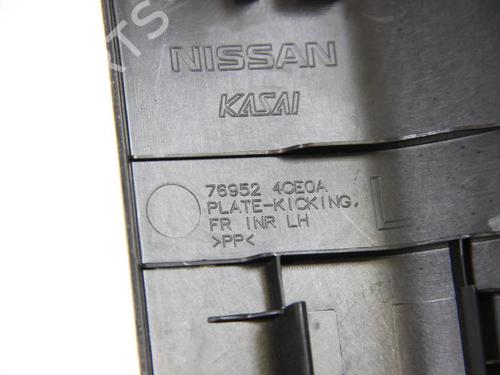 NISSAN
KASAI
76952 4CE0A
PLATE-KICKING,
FR INR LH
>PP<
L